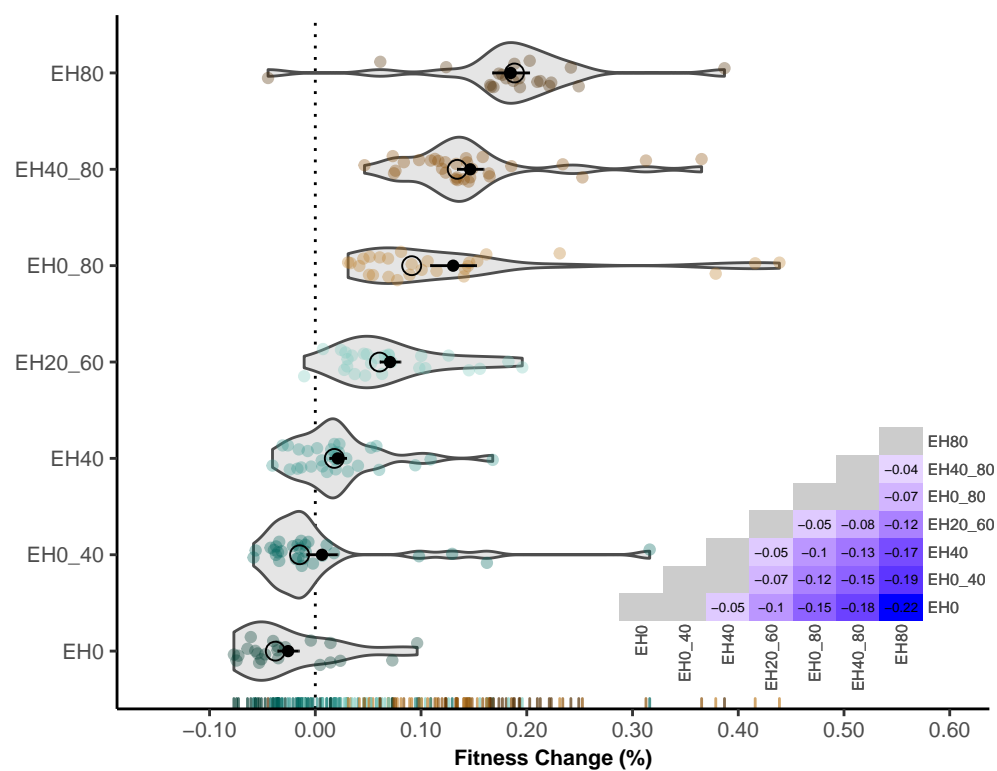 EH80
EH40_80
EH0_80
EH20_60
EH40
EH0_40
EH0
EH80
−0.04 EH40_80
−0.07 EH0_80
−0.05 −0.08 −0.12 EH20_60
−0.05 −0.1 −0.13 −0.17 EH40
−0.07 −0.12 −0.15 −0.19 EH0_40
−0.05 −0.1 −0.15 −0.18 −0.22 EH0
EH0 EH0_40 EH40 EH20_60 EH0_80 EH40_80 EH80
−0.10 0.00 0.10 0.20 0.30 0.40 0.50 0.60
Fitness Change (%)